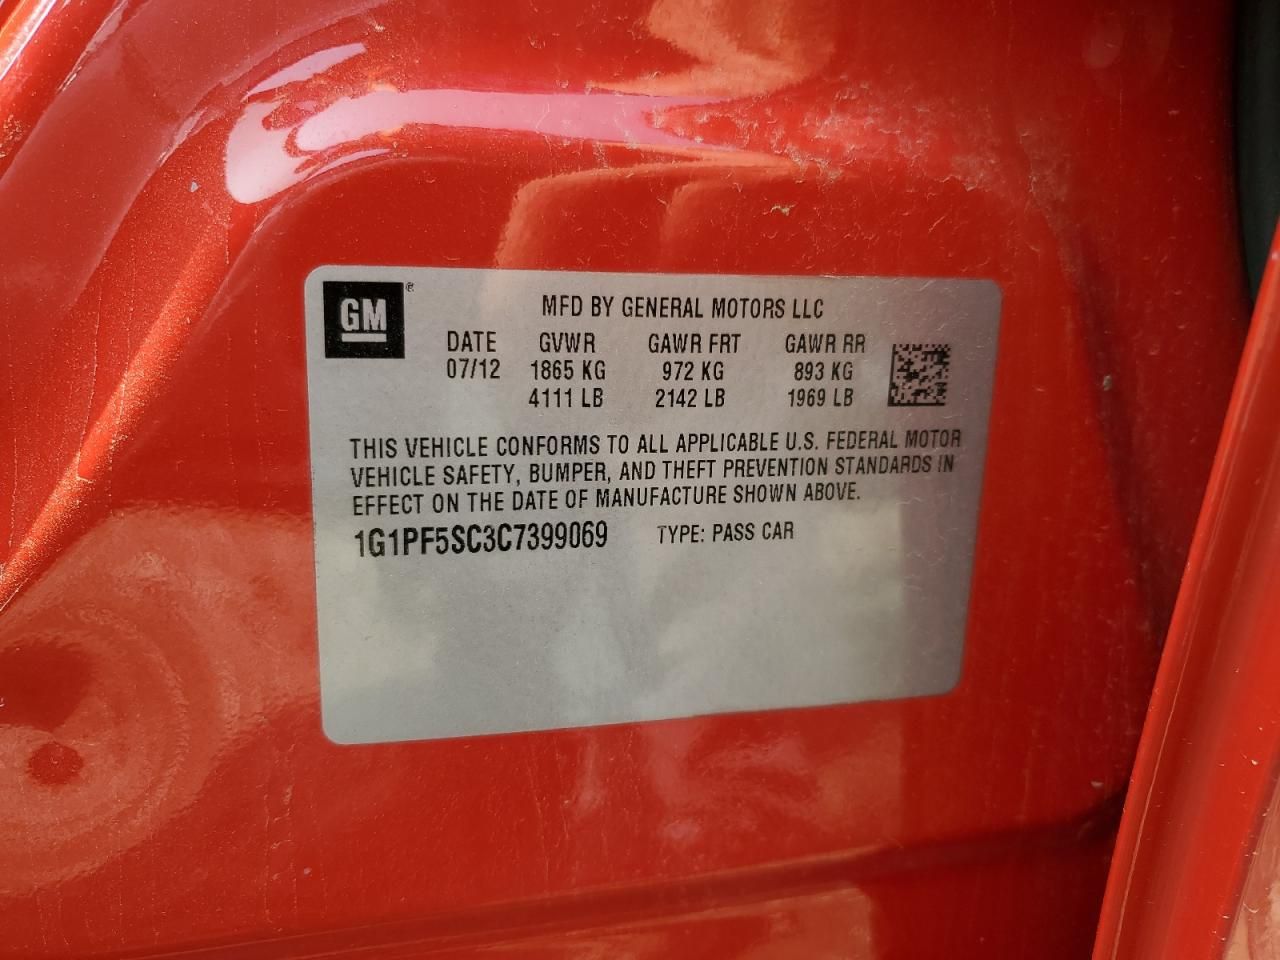 GM ®
MFD BY GENERAL MOTORS LLC
DATE GVWR GAWR FRT GAWR RR
07/12 1865 KG 972 KG 893 KG
4111 LB 2142 LB 1969 LB
THIS VEHICLE CONFORMS TO ALL APPLICABLE U.S. FEDERAL MOTOR
VEHICLE SAFETY, BUMPER, AND THEFT PREVENTION STANDARDS IN
EFFECT ON THE DATE OF MANUFACTURE SHOWN ABOVE.
1G1PF5SC3C7399069 TYPE: PASS CAR